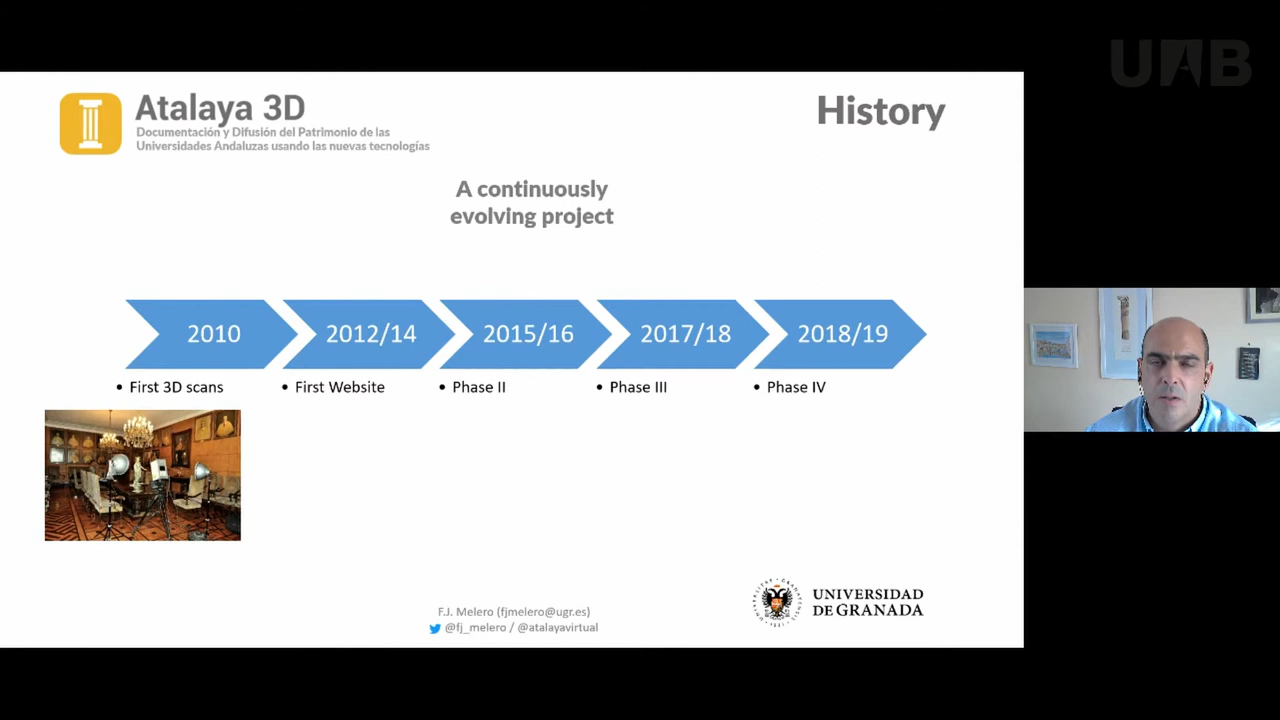 UAB
Atalaya 3D
Documentación y Difusión del Patrimonio de las
Universidades Andaluzas usando las nuevas tecnologías
History
A continuously
evolving project
2010
2012/14
2015/16
2017/18
2018/19
• First 3D scans
• First Website
• Phase II
• Phase III
• Phase IV
F.J. Melero (fjmelero@ugr.es)
@fj_melero / @atalayavirtual
UNIVERSIDAD
DE GRANADA